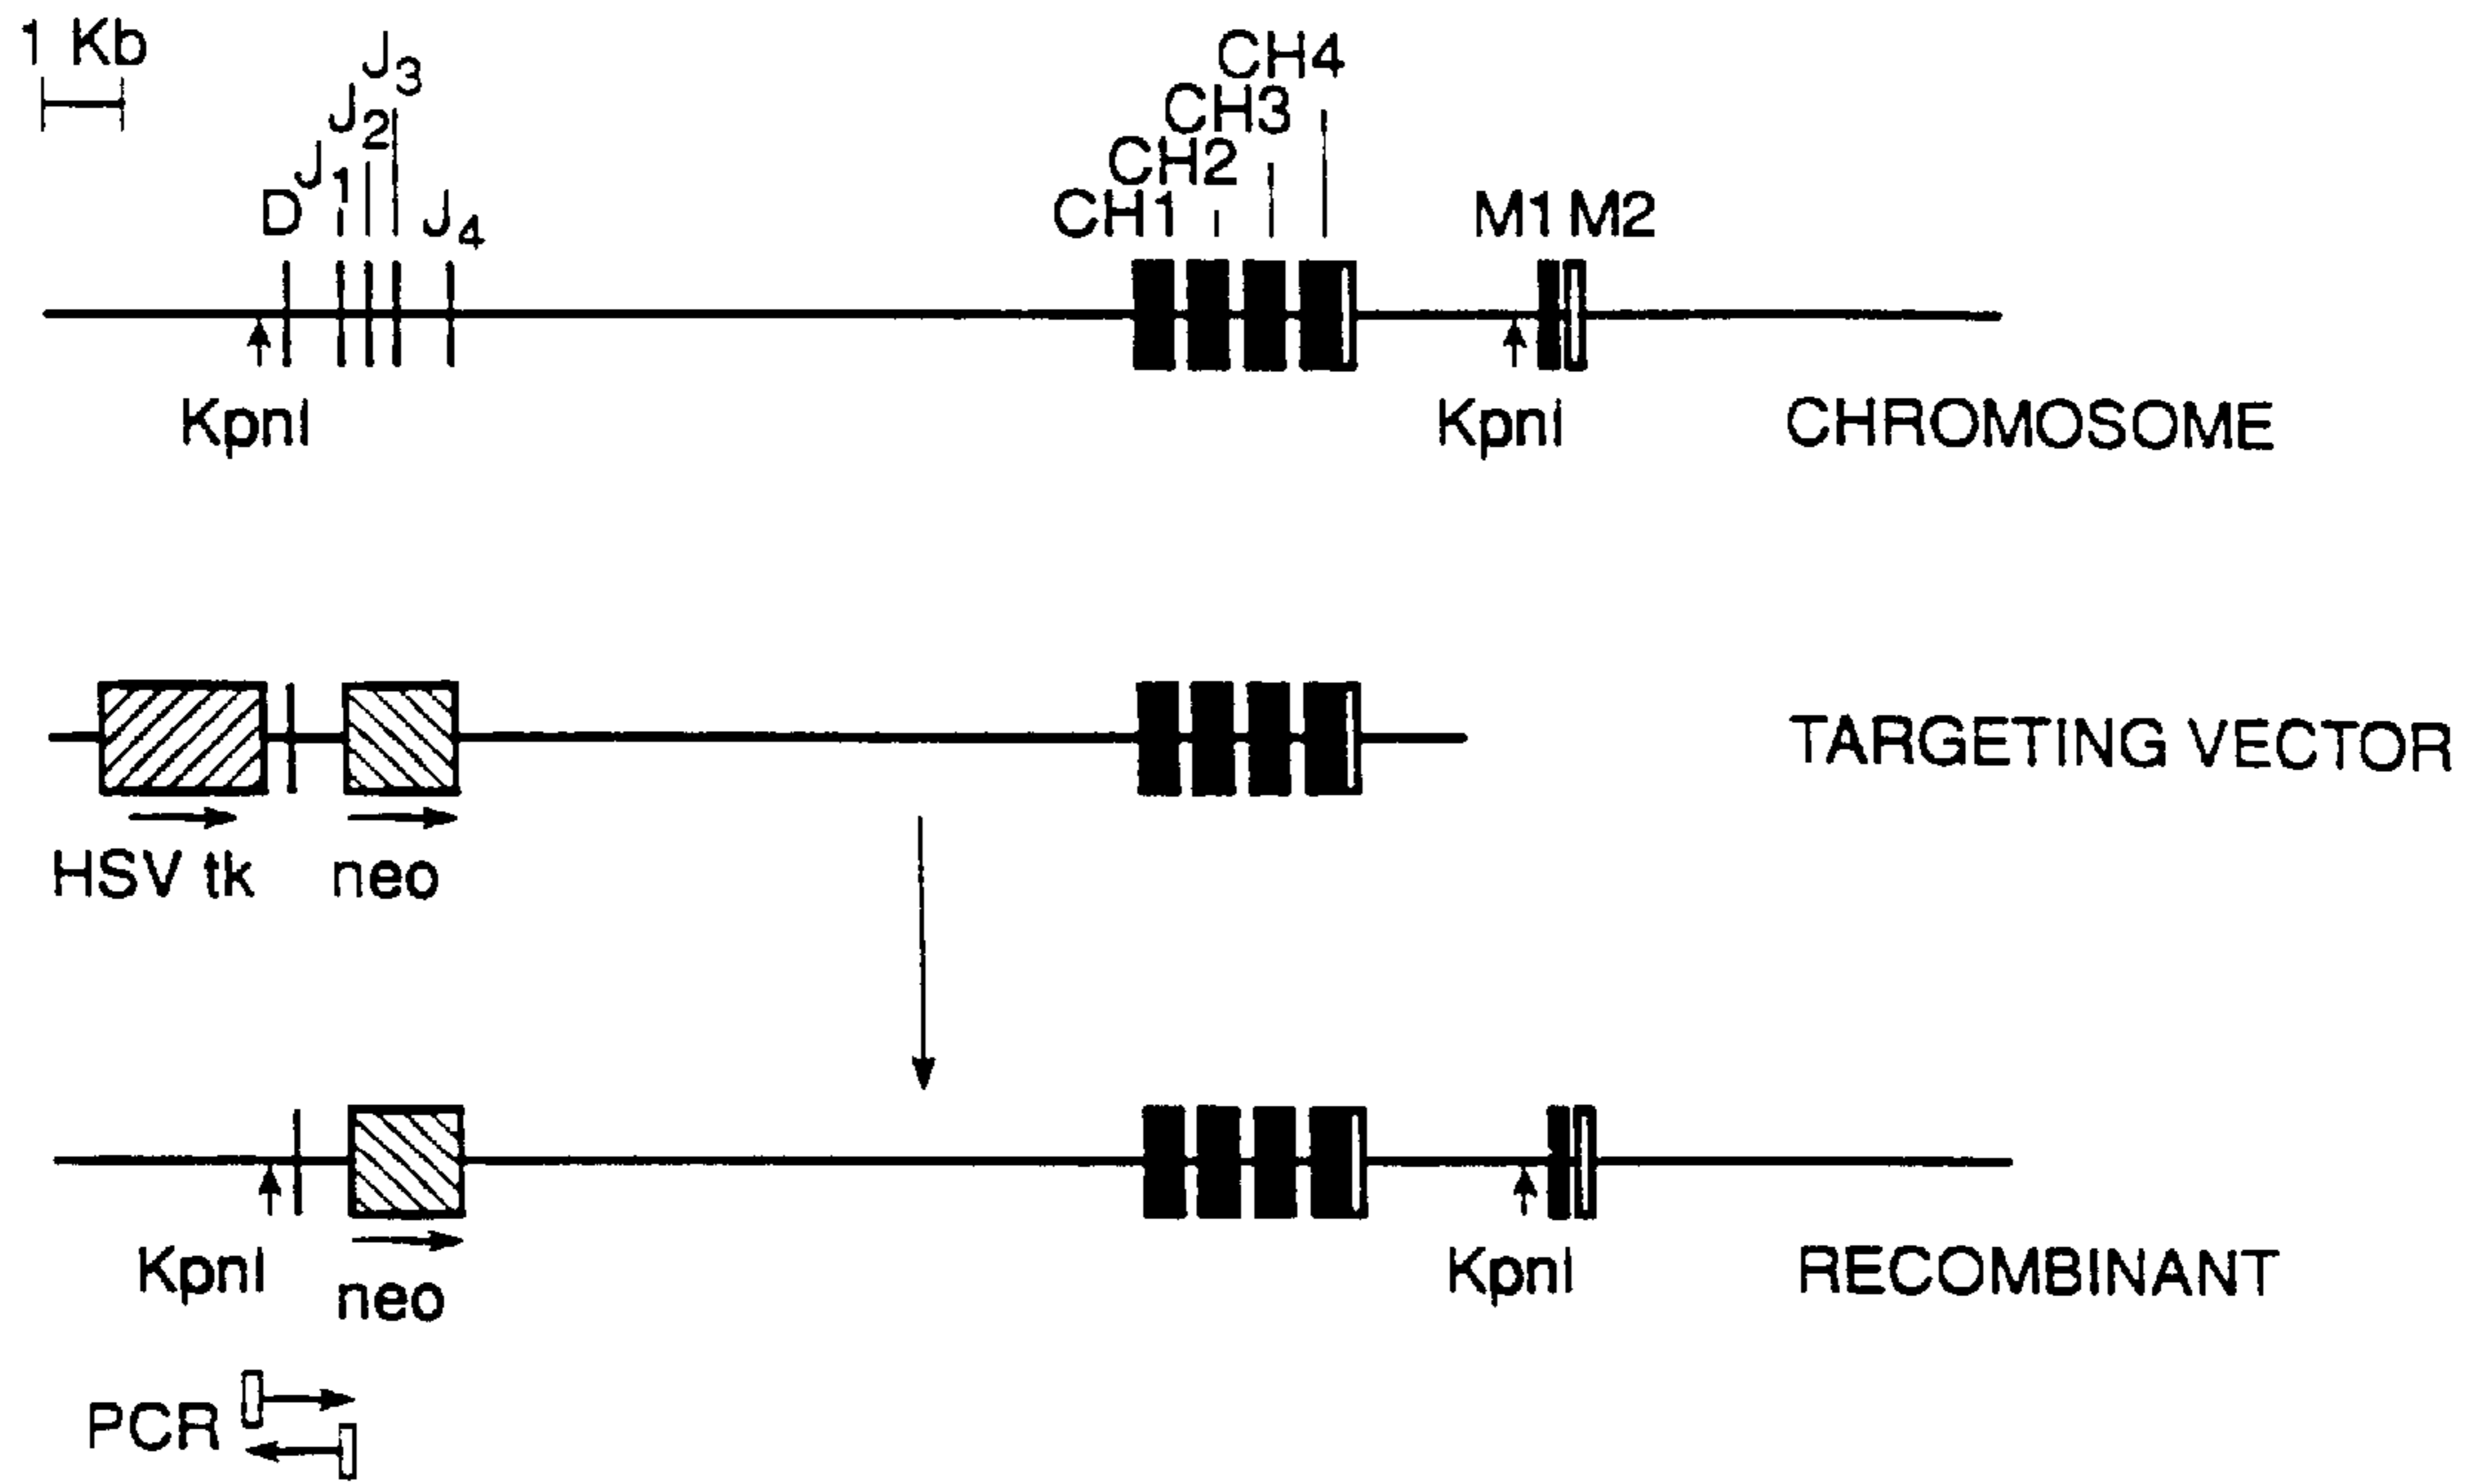 1 Kb
J3
J2
J1
D
J4
CH4
CH3
CH2
CH1
M1 M2
KpnI
KpnI
CHROMOSOME
TARGETING VECTOR
HSV tk
neo
KpnI
neo
KpnI
RECOMBINANT
PCR